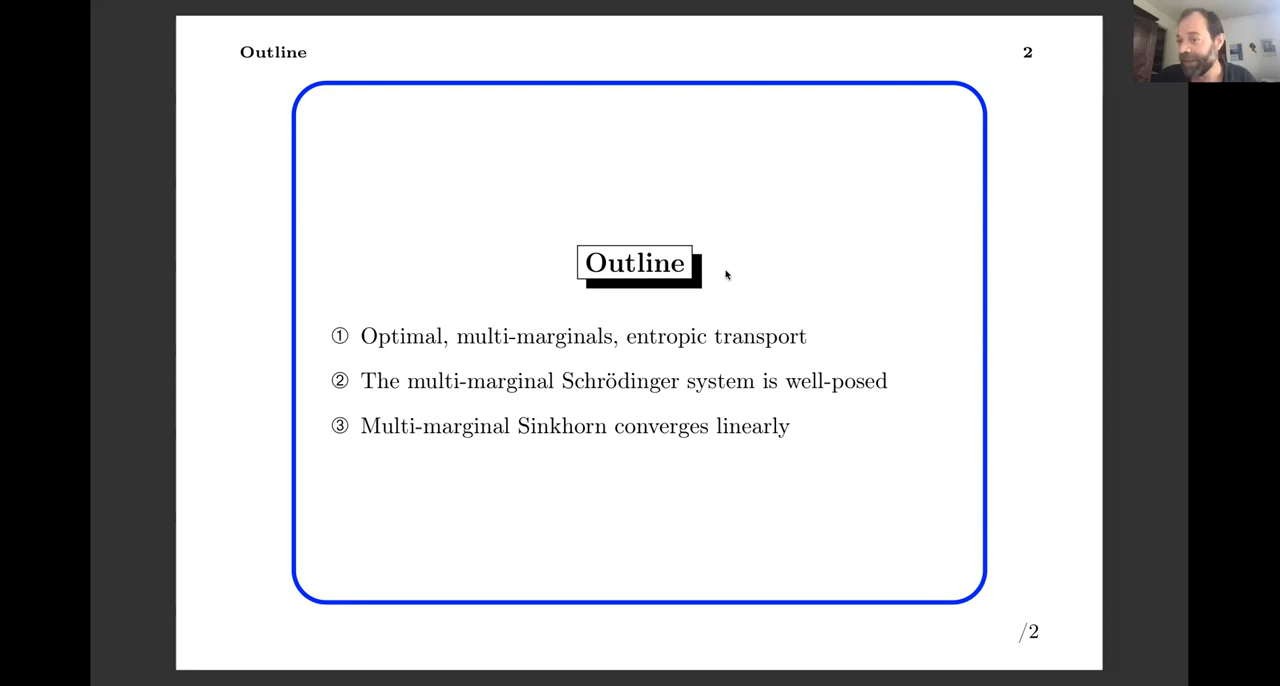 Outline 2
Outline
① Optimal, multi-marginals, entropic transport
② The multi-marginal Schrödinger system is well-posed
③ Multi-marginal Sinkhorn converges linearly
/2